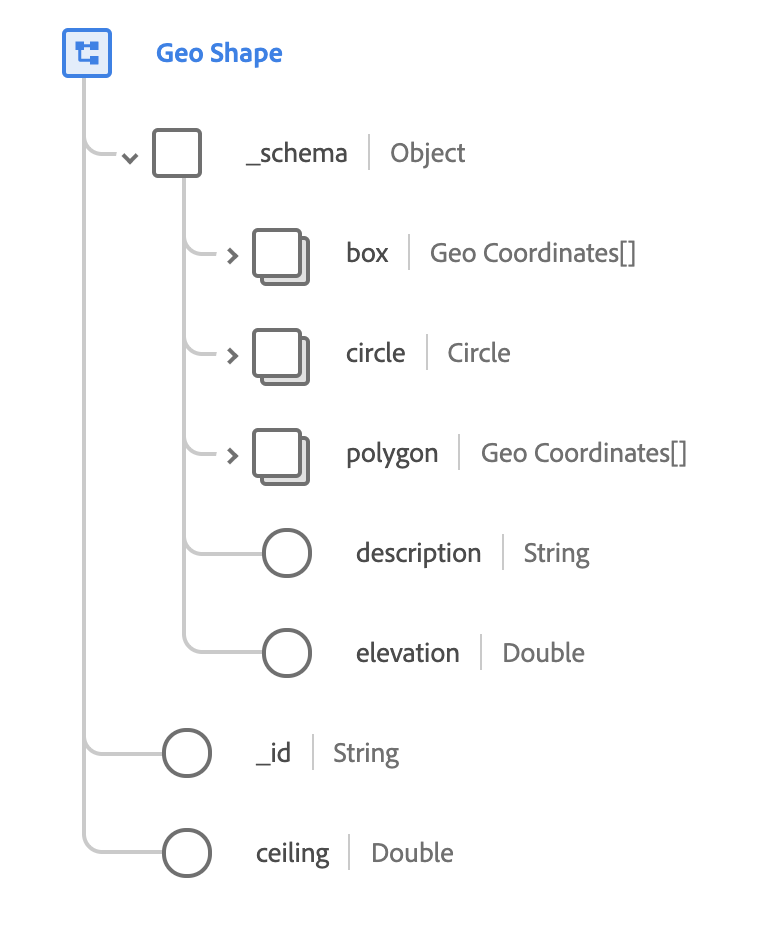 Geo Shape
_schema | Object
box | Geo Coordinates[]
circle | Circle
polygon | Geo Coordinates[]
description | String
elevation | Double
_id | String
ceiling | Double